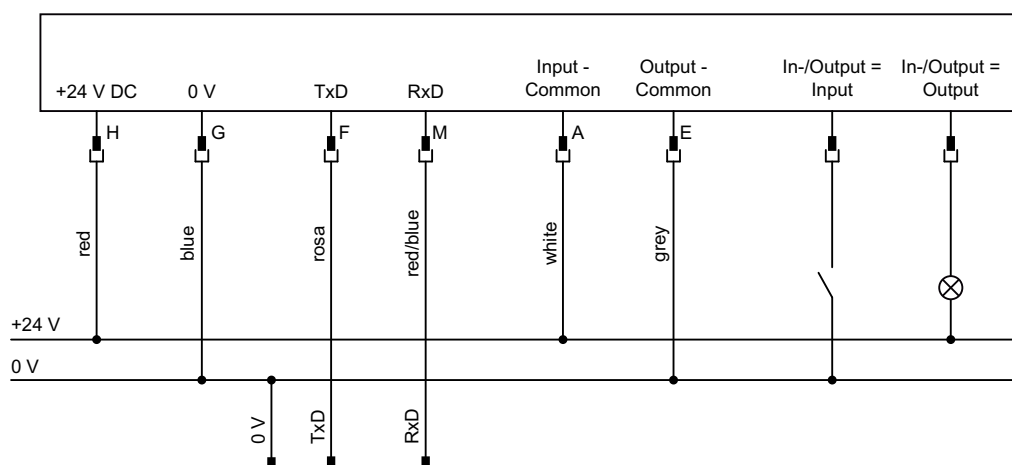 Input -
Output -
In-/Output =
In-/Output =
+24 V DC
0 V
TxD
RxD
Common
Common
Input
Output
H
G
F
M
A
E
red
blue
rosa
red/blue
white
grey
+24 V
0 V
0 V
TxD
RxD